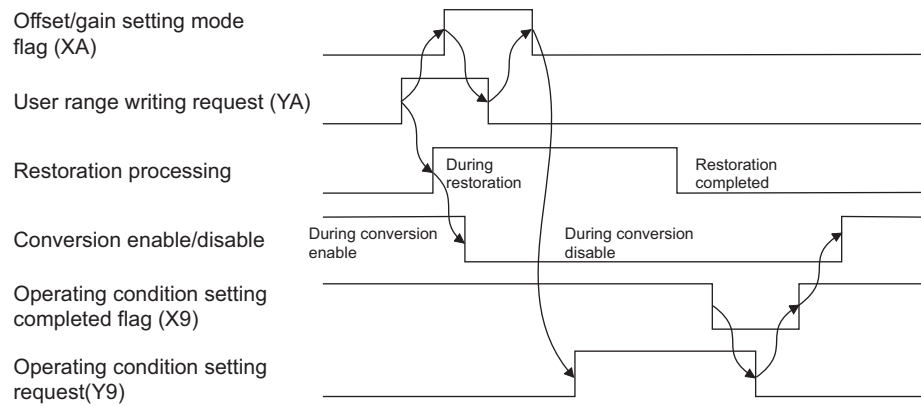 Offset/gain setting mode
flag (XA)
User range writing request (YA)
Restoration processing
During
restoration
Restoration
completed
Conversion enable/disable
During conversion
enable
During conversion
disable
Operating condition setting
completed flag (X9)
Operating condition setting
request(Y9)